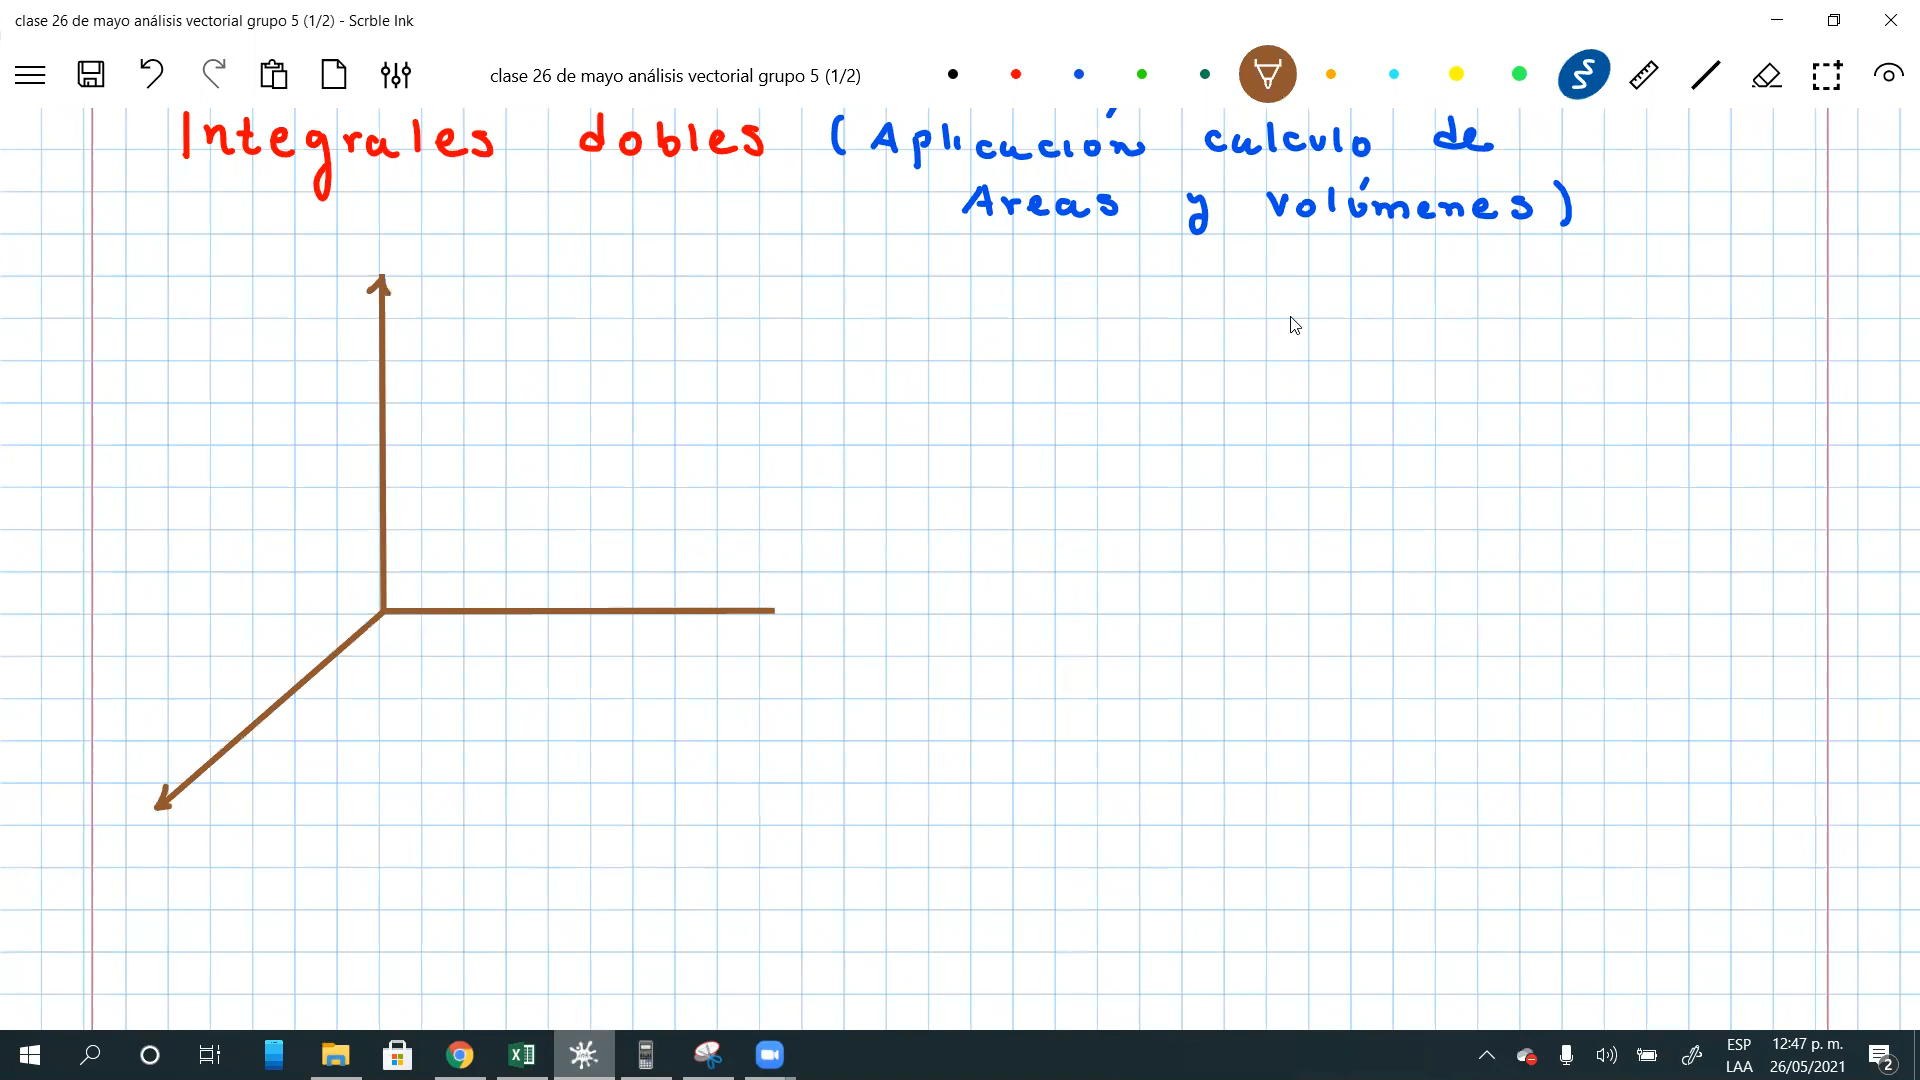 clase 26 de mayo análisis vectorial grupo 5 (1/2) - Scrble Ink
clase 26 de mayo análisis vectorial grupo 5 (1/2)
Integrales dobles (Aplicación calculo de
Areas y volúmenes)
ESP
LAA
12:47 p. m.
26/05/2021
2